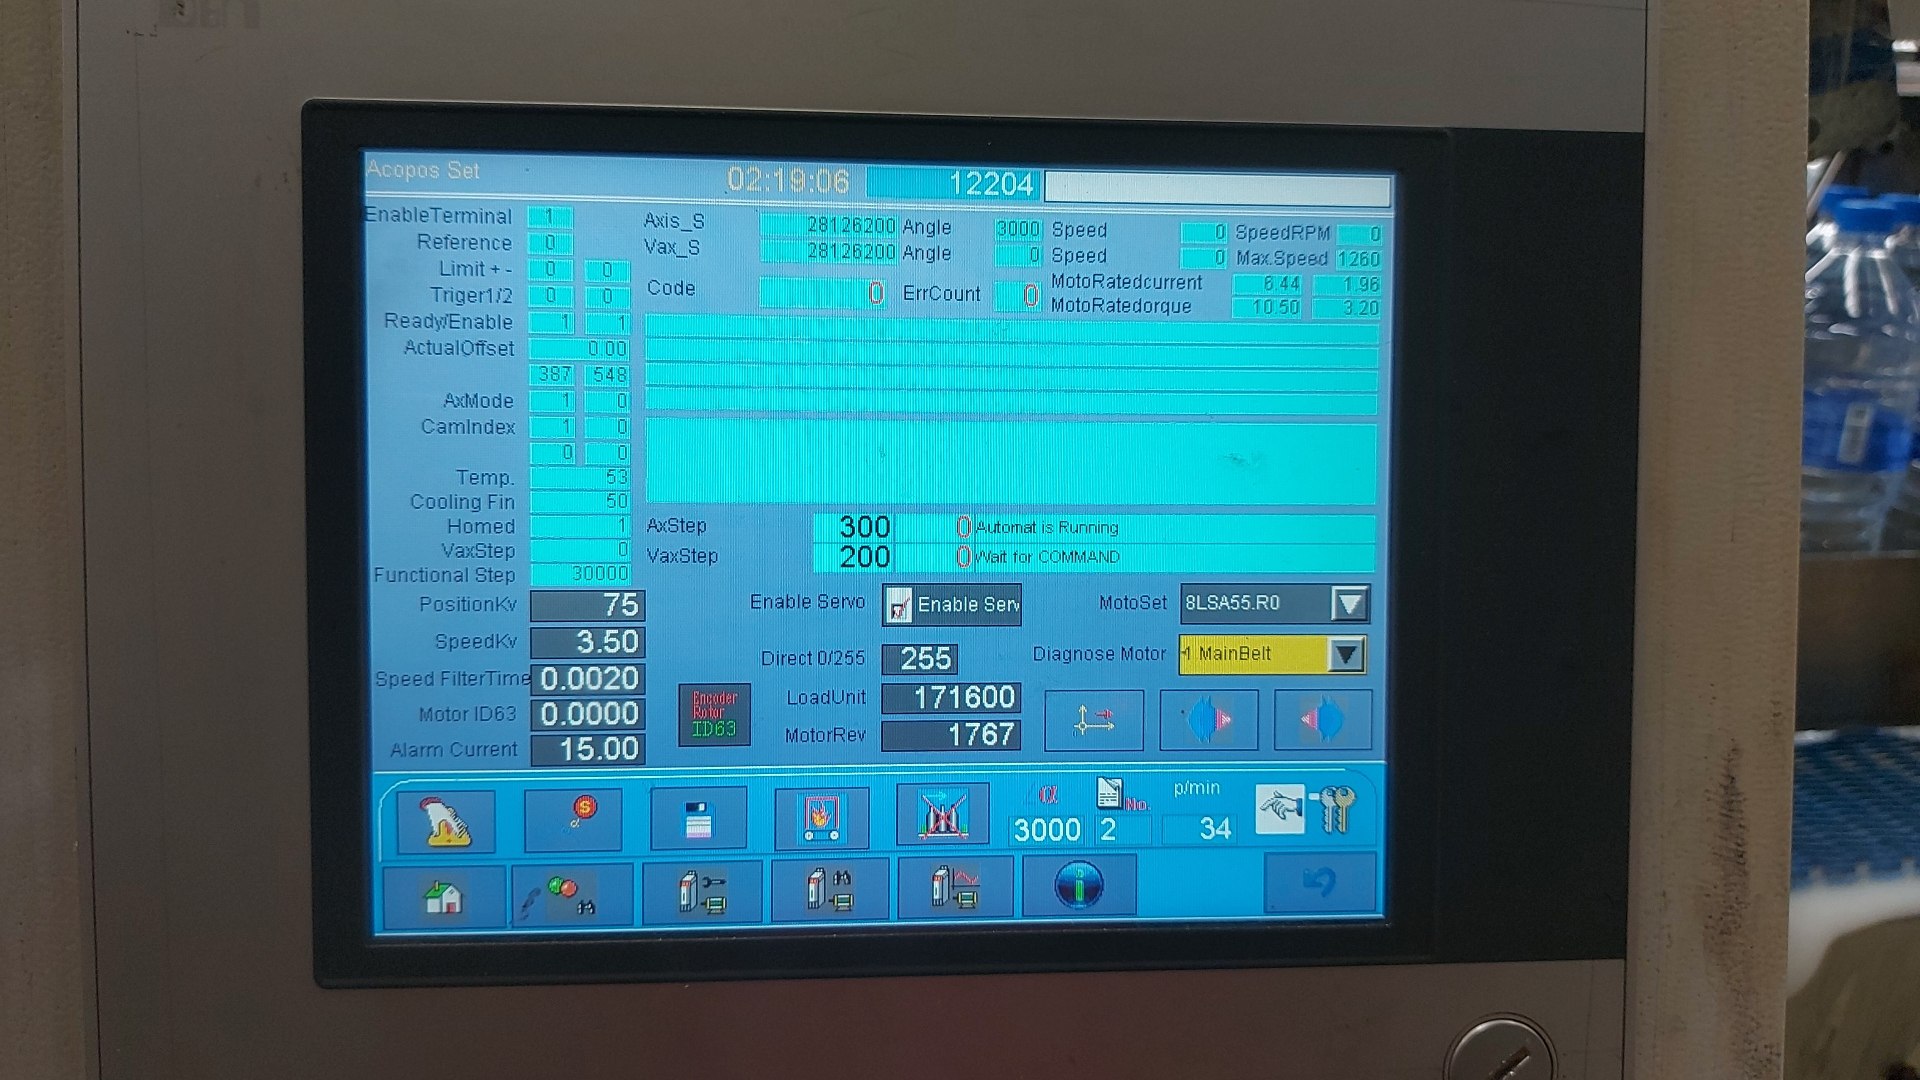 Acopos Set 02:19:06 12204
EnableTerminal 1 Axis_S 28126200 Angle 3000 Speed 0 SpeedRPM 0
Reference 0 Vax_S 28126200 Angle 0 Speed 0 Max.Speed 1260
Limit + - 0 0 Code 0 ErrCount 0 MotoRatedcurrent 6.44 1.96
Triger1/2 0 0 MotoRatedorque 10.50 3.20
Ready/Enable 1 1
ActualOffset 0.00
387 548
AxMode 1 0
CamIndex 1 0
0 0
Temp. 53
Cooling Fin 50
Homed 1 AxStep 300 0 Automat is Running
VaxStep 0 VaxStep 200 0 Wait for COMMAND
Functional Step 30000
PositionKv 75 Enable Servo Enable Serv MotoSet 8LSA55.R0
SpeedKv 3.50 Direct 0/255 255 Diagnose Motor 1 MainBelt
Speed FilterTime 0.0020 LoadUnit 171600
Motor ID63 0.0000 Encoder Rotor ID63 MotorRev 1767
Alarm Current 15.00
S α No. p/min
3000 2 34